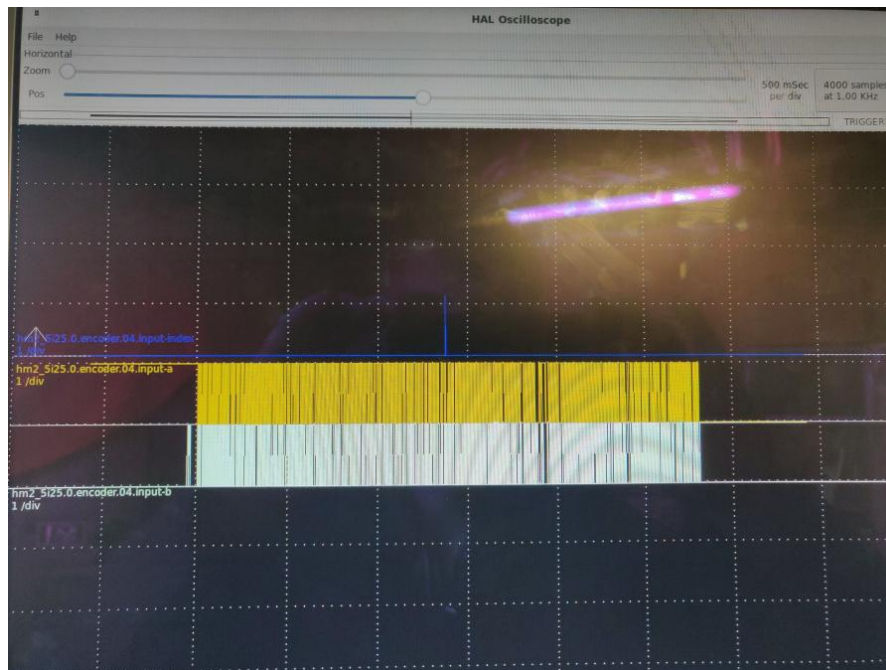 HAL Oscilloscope
File Help
Horizontal
Zoom
Pos
500 mSec
per div
4000 samples
at 1.00 KHz
TRIGGER
hm2_5i25.0.encoder.04.input-index
1 /div
hm2_5i25.0.encoder.04.input-a
1 /div
hm2_5i25.0.encoder.04.input-b
1 /div